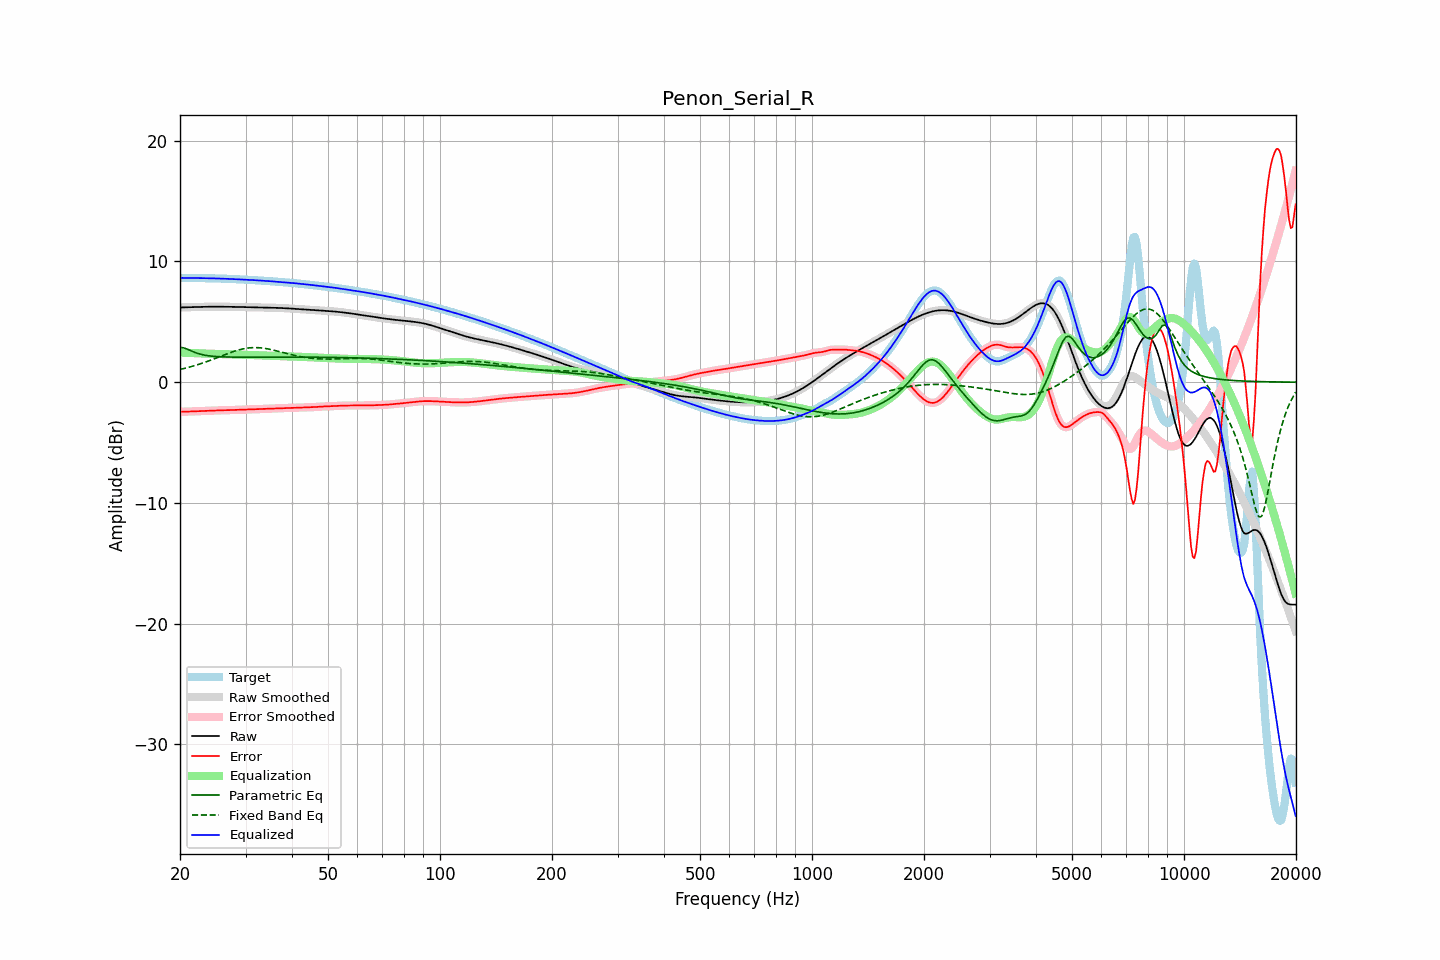 Penon_Serial_R
Amplitude (dBr)
20
10
0
−10
−20
−30
Target
Raw Smoothed
Error Smoothed
Raw
Error
Equalization
Parametric Eq
Fixed Band Eq
Equalized
20 50 100 200 500 1000 2000 5000 10000 20000
Frequency (Hz)